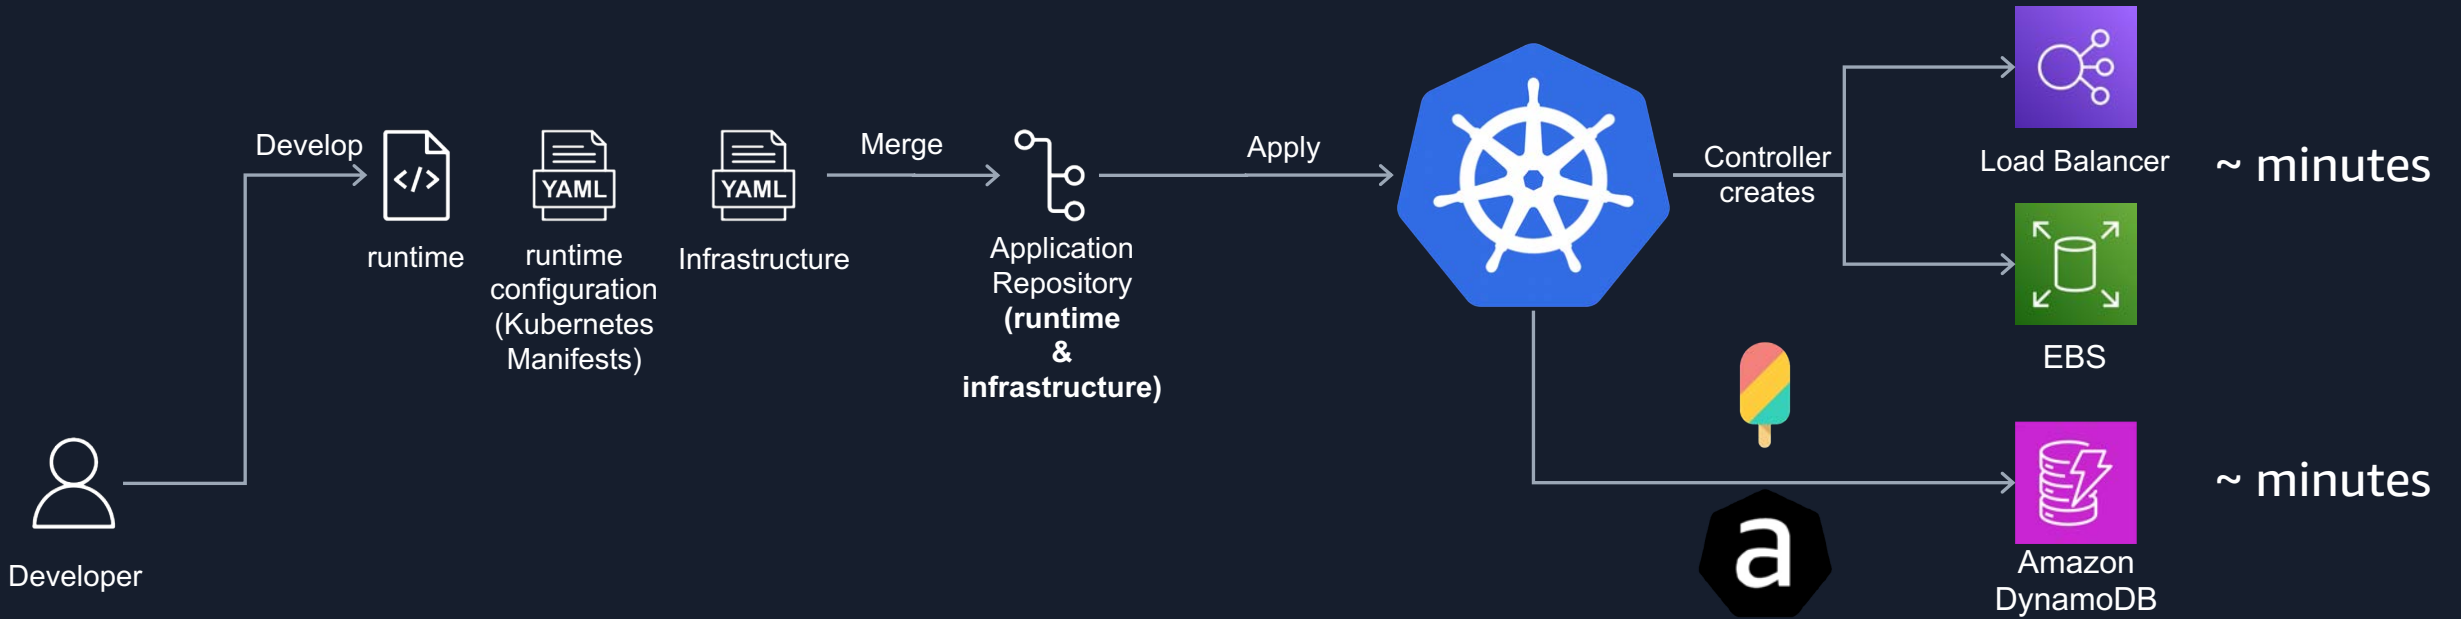 Develop
</>
runtime
YAML
runtime
configuration
(Kubernetes
Manifests)
YAML
Infrastructure
Merge
Application
Repository
(runtime
&
infrastructure)
Apply
Controller
creates
Load Balancer
~ minutes
EBS
a
Amazon
DynamoDB
~ minutes
Developer